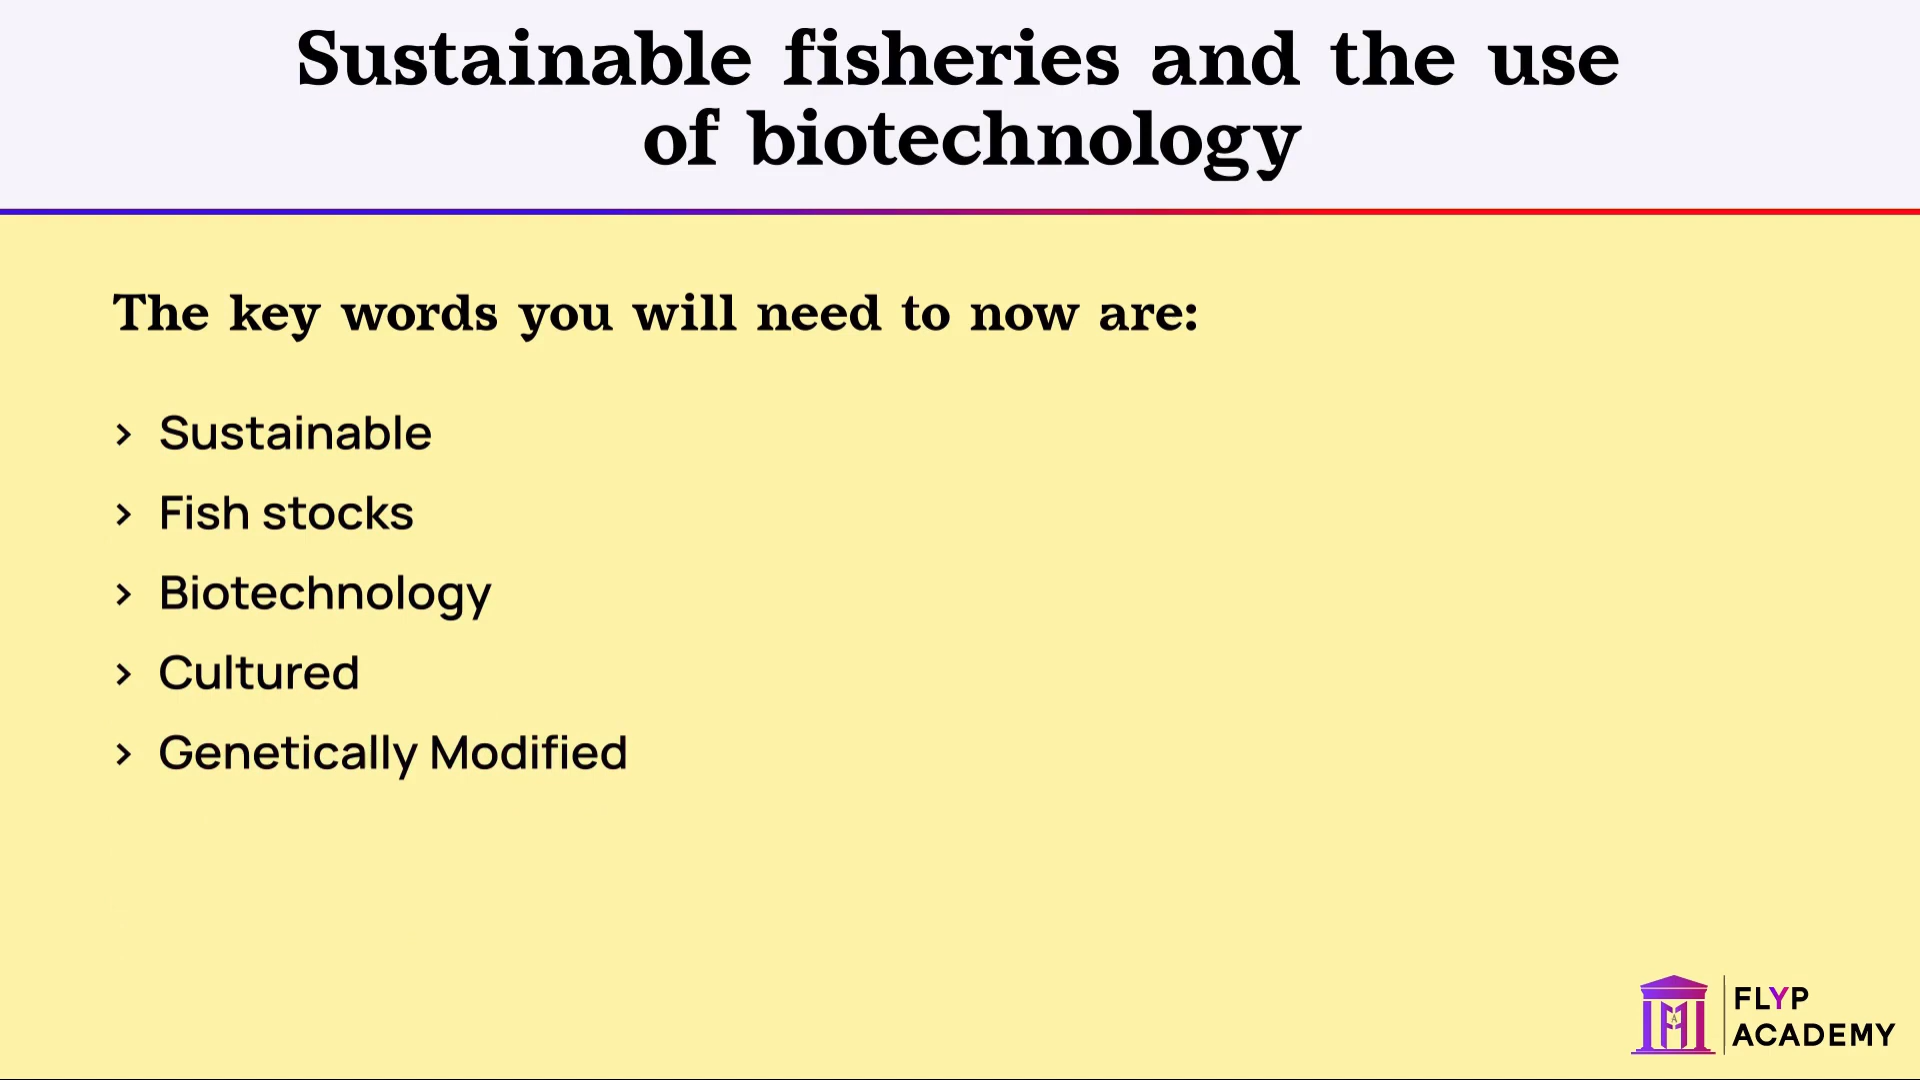 Sustainable fisheries and the use
of biotechnology
The key words you will need to now are:
> Sustainable
> Fish stocks
> Biotechnology
> Cultured
> Genetically Modified
FLYP
ACADEMY